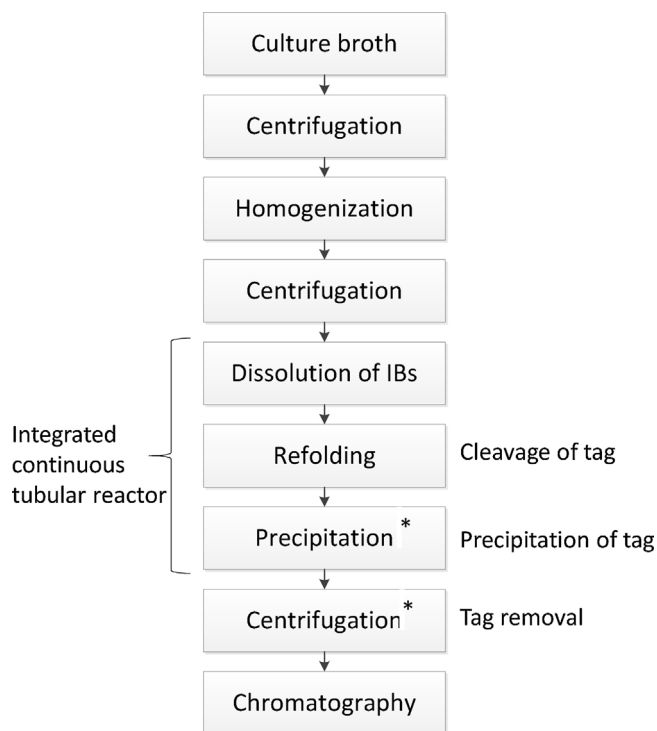 Culture broth
Centrifugation
Homogenization
Centrifugation
Dissolution of IBs
Integrated
continuous
tubular reactor
Refolding
Cleavage of tag
Precipitation *
Precipitation of tag
Centrifugation *
Tag removal
Chromatography